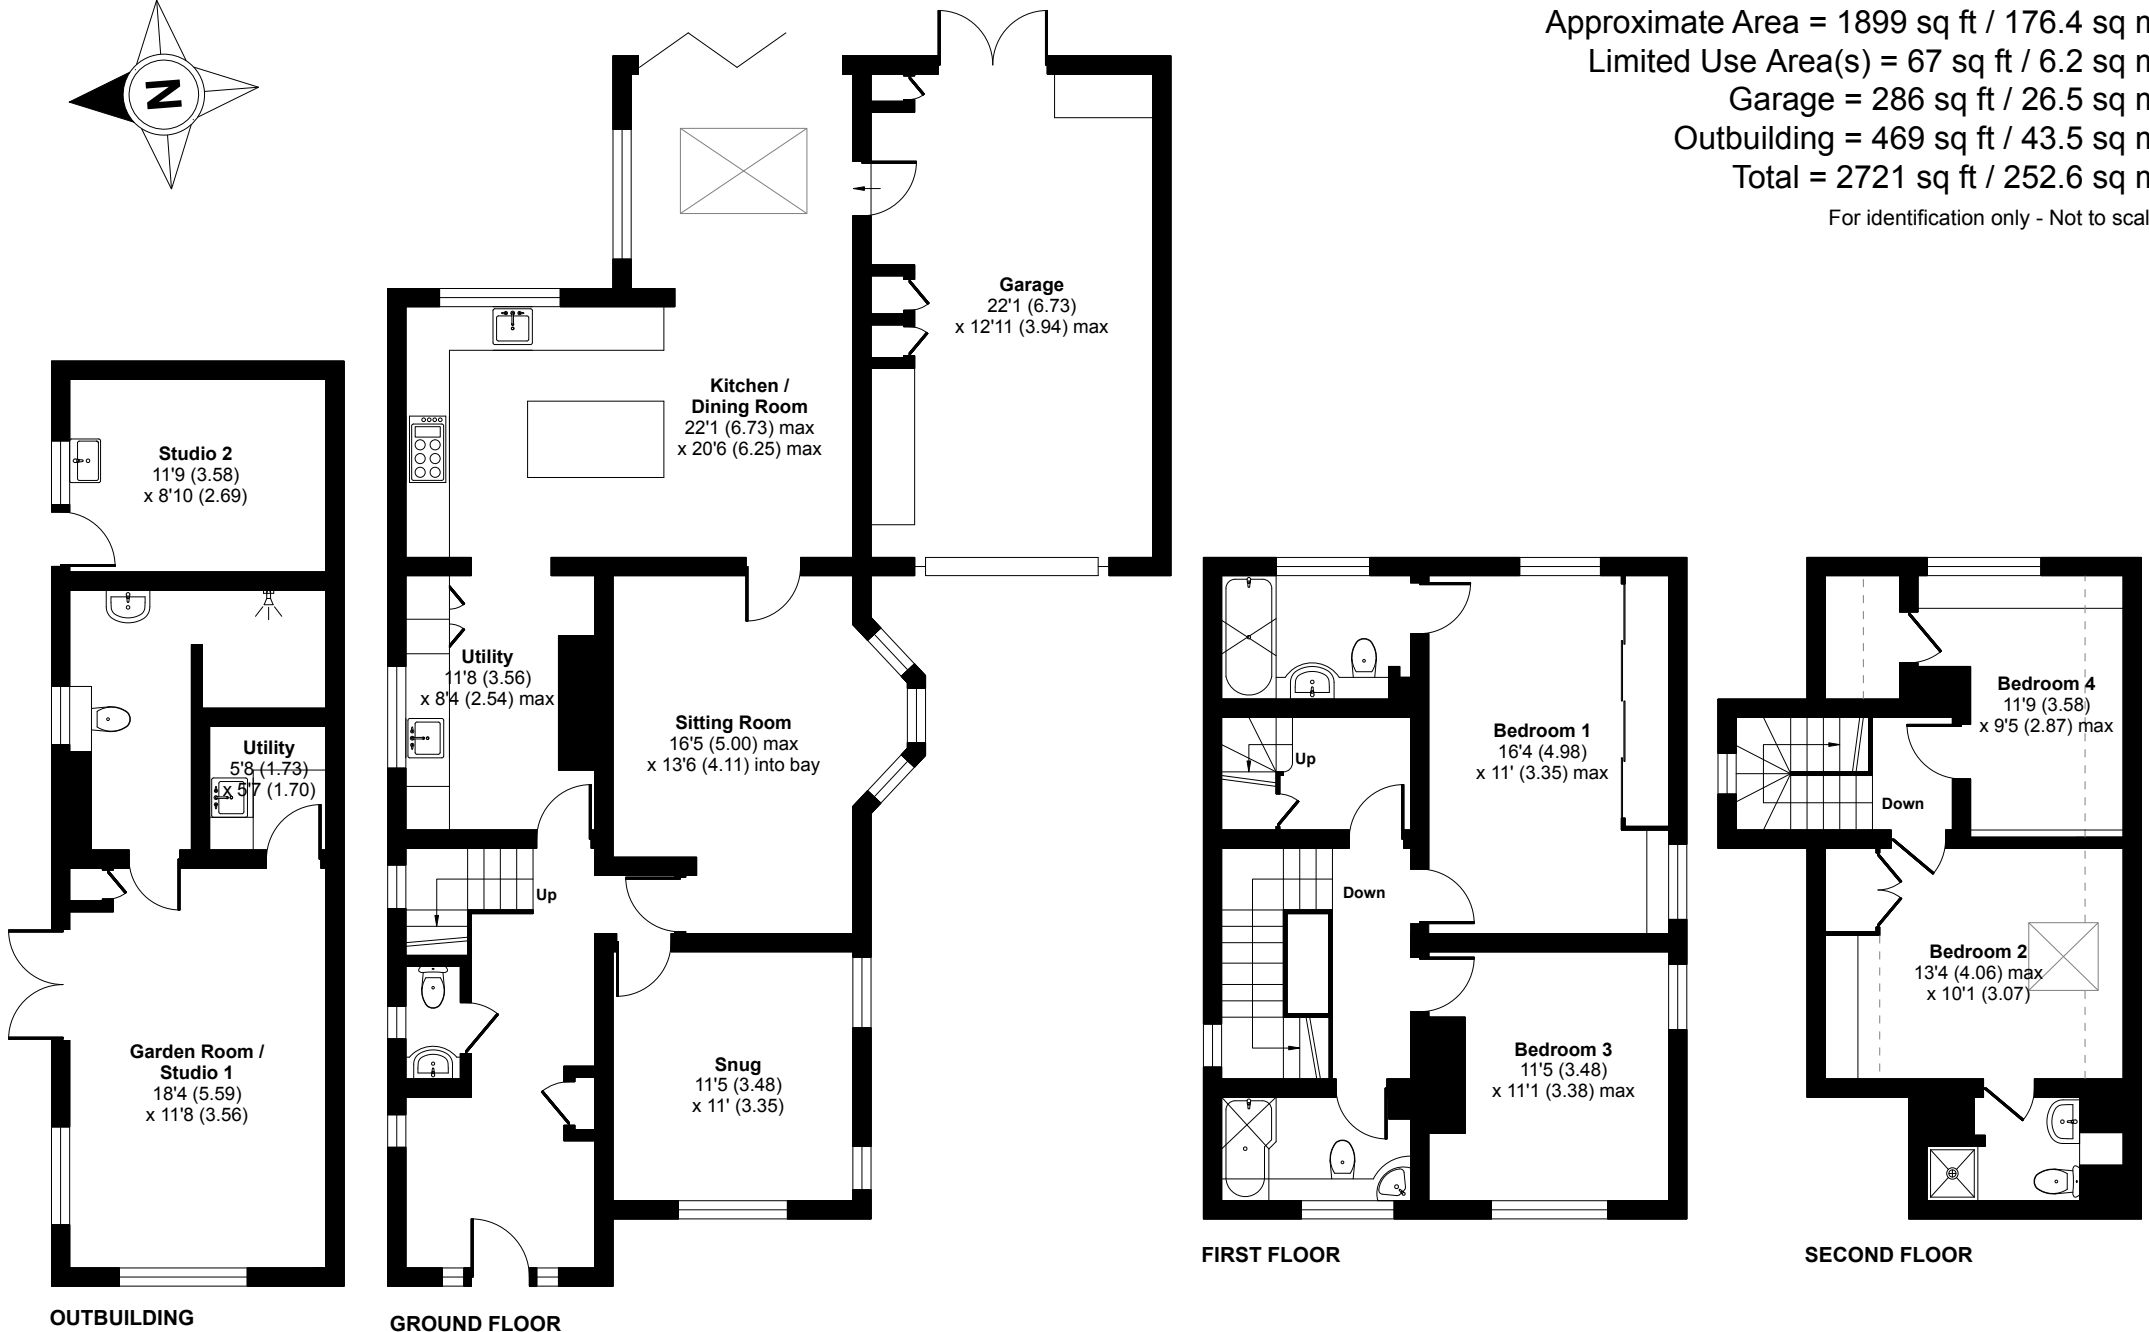 N
Approximate Area = 1899 sq ft / 176.4 sq m
Limited Use Area(s) = 67 sq ft / 6.2 sq m
Garage = 286 sq ft / 26.5 sq m
Outbuilding = 469 sq ft / 43.5 sq m
Total = 2721 sq ft / 252.6 sq m
For identification only - Not to scal
Garage
22'1 (6.73)
x 12'11 (3.94) max
Kitchen /
Dining Room
22'1 (6.73) max
x 20'6 (6.25) max
Studio 2
11'9 (3.58)
x 8'10 (2.69)
Utility
11'8 (3.56)
x 8'4 (2.54) max
Sitting Room
16'5 (5.00) max
x 13'6 (4.11) into bay
Utility
5'8 (1.73)
x 5'7 (1.70)
Up
Garden Room /
Studio 1
18'4 (5.59)
x 11'8 (3.56)
Snug
11'5 (3.48)
x 11' (3.35)
Bedroom 1
16'4 (4.98)
x 11' (3.35) max
Up
Down
Bedroom 3
11'5 (3.48)
x 11'1 (3.38) max
Bedroom 4
11'9 (3.58)
x 9'5 (2.87) max
Down
Bedroom 2
13'4 (4.06) max
x 10'1 (3.07)
OUTBUILDING
GROUND FLOOR
FIRST FLOOR
SECOND FLOOR